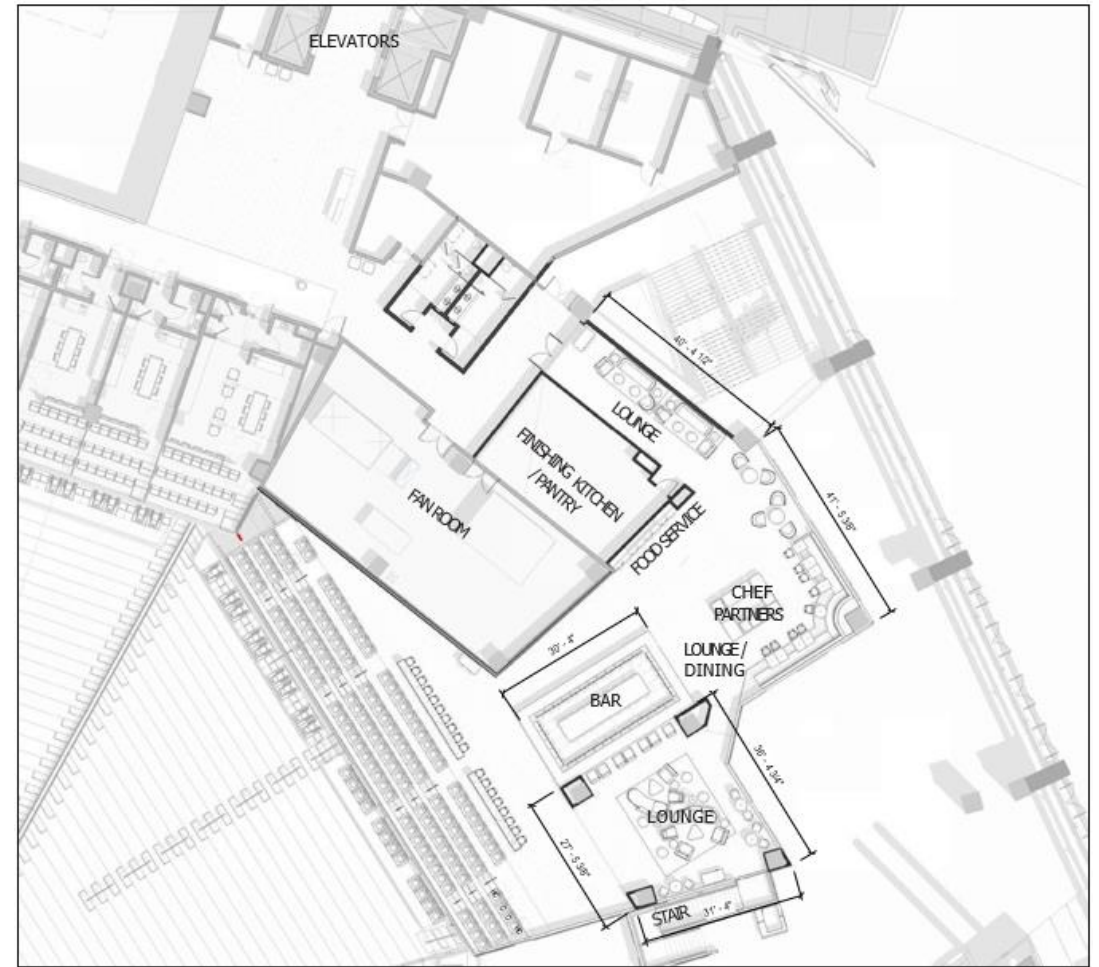 ELEVATORS
40' - 4 1/2"
LOUNGE
FINISHING KITCHEN
/ PANTRY
FAN ROOM
FOOD SERVICE
41' - 5 3/8"
CHEF
PARTNERS
LOUNGE /
DINING
30' - 4"
BAR
36' - 4 3/4"
LOUNGE
27' - 5 3/8"
STAIR
31' - 4"